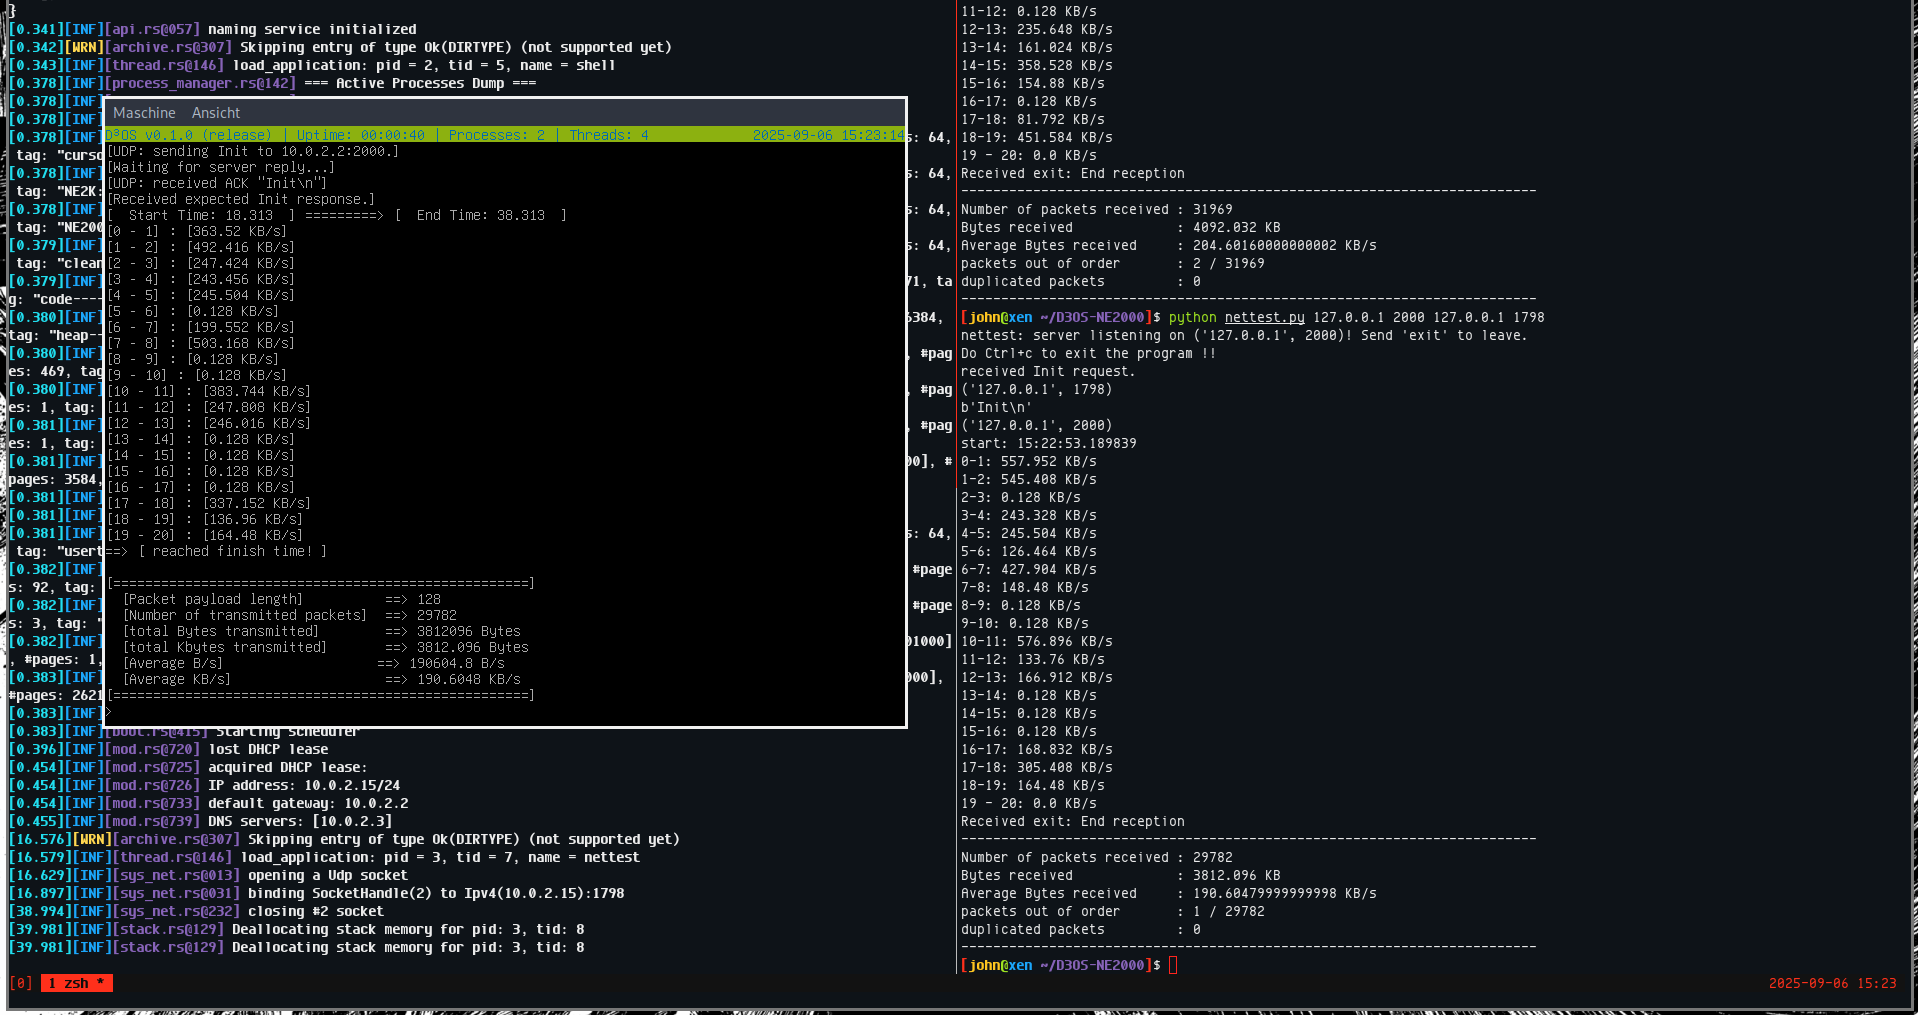 }
[0.341][INF][api.rs@057] naming service initialized
[0.342][WRN][archive.rs@307] Skipping entry of type Ok(DIRTYPE) (not supported yet)
[0.343][INF][thread.rs@146] load_application: pid = 2, tid = 5, name = shell
[0.378][INF][process_manager.rs@142] === Active Processes Dump ===
[0.378][INF]
[0.378][INF]
[0.378][INF] s: 64,
tag: "curso
[0.378][INF] s: 64,
tag: "NE2K:
[0.378][INF] s: 64,
tag: "NE200
[0.379][INF] s: 64,
tag: "clean
[0.379][INF] 71, ta
g: "code----
[0.380][INF] 6384,
tag: "heap--
[0.380][INF] , #pag
es: 469, tag
[0.380][INF] , #pag
es: 1, tag:
[0.381][INF] , #pag
es: 1, tag:
[0.381][INF] 00], #
pages: 3584,
[0.381][INF]
[0.381][INF]
[0.381][INF] s: 64,
tag: "usert
[0.382][INF] #page
s: 92, tag:
[0.382][INF] #page
s: 3, tag: "
[0.382][INF] 01000]
, #pages: 1,
[0.383][INF] 000],
#pages: 2621
[0.383][INF]
[0.383][INF][boot.rs@415] Starting scheduler
[0.396][INF][mod.rs@720] lost DHCP lease
[0.454][INF][mod.rs@725] acquired DHCP lease:
[0.454][INF][mod.rs@726] IP address: 10.0.2.15/24
[0.454][INF][mod.rs@733] default gateway: 10.0.2.2
[0.455][INF][mod.rs@739] DNS servers: [10.0.2.3]
[16.576][WRN][archive.rs@307] Skipping entry of type Ok(DIRTYPE) (not supported yet)
[16.579][INF][thread.rs@146] load_application: pid = 3, tid = 7, name = nettest
[16.629][INF][sys_net.rs@013] opening a Udp socket
[16.897][INF][sys_net.rs@031] binding SocketHandle(2) to Ipv4(10.0.2.15):1798
[38.994][INF][sys_net.rs@232] closing #2 socket
[39.981][INF][stack.rs@129] Deallocating stack memory for pid: 3, tid: 8
[39.981][INF][stack.rs@129] Deallocating stack memory for pid: 3, tid: 8
Maschine Ansicht
D³OS v0.1.0 (release) | Uptime: 00:00:40 | Processes: 2 | Threads: 4 2025-09-06 15:23:14
[UDP: sending Init to 10.0.2.2:2000.]
[Waiting for server reply...]
[UDP: received ACK "Init\n"]
[Received expected Init response.]
[ Start Time: 18.313 ] =========> [ End Time: 38.313 ]
[0 - 1] : [363.52 KB/s]
[1 - 2] : [492.416 KB/s]
[2 - 3] : [247.424 KB/s]
[3 - 4] : [243.456 KB/s]
[4 - 5] : [245.504 KB/s]
[5 - 6] : [0.128 KB/s]
[6 - 7] : [199.552 KB/s]
[7 - 8] : [503.168 KB/s]
[8 - 9] : [0.128 KB/s]
[9 - 10] : [0.128 KB/s]
[10 - 11] : [383.744 KB/s]
[11 - 12] : [247.808 KB/s]
[12 - 13] : [246.016 KB/s]
[13 - 14] : [0.128 KB/s]
[14 - 15] : [0.128 KB/s]
[15 - 16] : [0.128 KB/s]
[16 - 17] : [0.128 KB/s]
[17 - 18] : [337.152 KB/s]
[18 - 19] : [136.96 KB/s]
[19 - 20] : [164.48 KB/s]
==> [ reached finish time! ]
[====================================================]
[Packet payload length] ==> 128
[Number of transmitted packets] ==> 29782
[total Bytes transmitted] ==> 3812096 Bytes
[total Kbytes transmitted] ==> 3812.096 Bytes
[Average B/s] ==> 190604.8 B/s
[Average KB/s] ==> 190.6048 KB/s
[====================================================]
>
11-12: 0.128 KB/s
12-13: 235.648 KB/s
13-14: 161.024 KB/s
14-15: 358.528 KB/s
15-16: 154.88 KB/s
16-17: 0.128 KB/s
17-18: 81.792 KB/s
18-19: 451.584 KB/s
19 - 20: 0.0 KB/s
Received exit: End reception
------------------------------------------------------------------------
Number of packets received : 31969
Bytes received : 4092.032 KB
Average Bytes received : 204.60160000000002 KB/s
packets out of order : 2 / 31969
duplicated packets : 0
------------------------------------------------------------------------
[john@xen ~/D3OS-NE2000]$ python nettest.py 127.0.0.1 2000 127.0.0.1 1798
nettest: server listening on ('127.0.0.1', 2000)! Send 'exit' to leave.
Do Ctrl+c to exit the program !!
received Init request.
('127.0.0.1', 1798)
b'Init\n'
('127.0.0.1', 2000)
start: 15:22:53.189839
0-1: 557.952 KB/s
1-2: 545.408 KB/s
2-3: 0.128 KB/s
3-4: 243.328 KB/s
4-5: 245.504 KB/s
5-6: 126.464 KB/s
6-7: 427.904 KB/s
7-8: 148.48 KB/s
8-9: 0.128 KB/s
9-10: 0.128 KB/s
10-11: 576.896 KB/s
11-12: 133.76 KB/s
12-13: 166.912 KB/s
13-14: 0.128 KB/s
14-15: 0.128 KB/s
15-16: 0.128 KB/s
16-17: 168.832 KB/s
17-18: 305.408 KB/s
18-19: 164.48 KB/s
19 - 20: 0.0 KB/s
Received exit: End reception
------------------------------------------------------------------------
Number of packets received : 29782
Bytes received : 3812.096 KB
Average Bytes received : 190.60479999999998 KB/s
packets out of order : 1 / 29782
duplicated packets : 0
------------------------------------------------------------------------
[john@xen ~/D3OS-NE2000]$
[0] 1 zsh * 2025-09-06 15:23